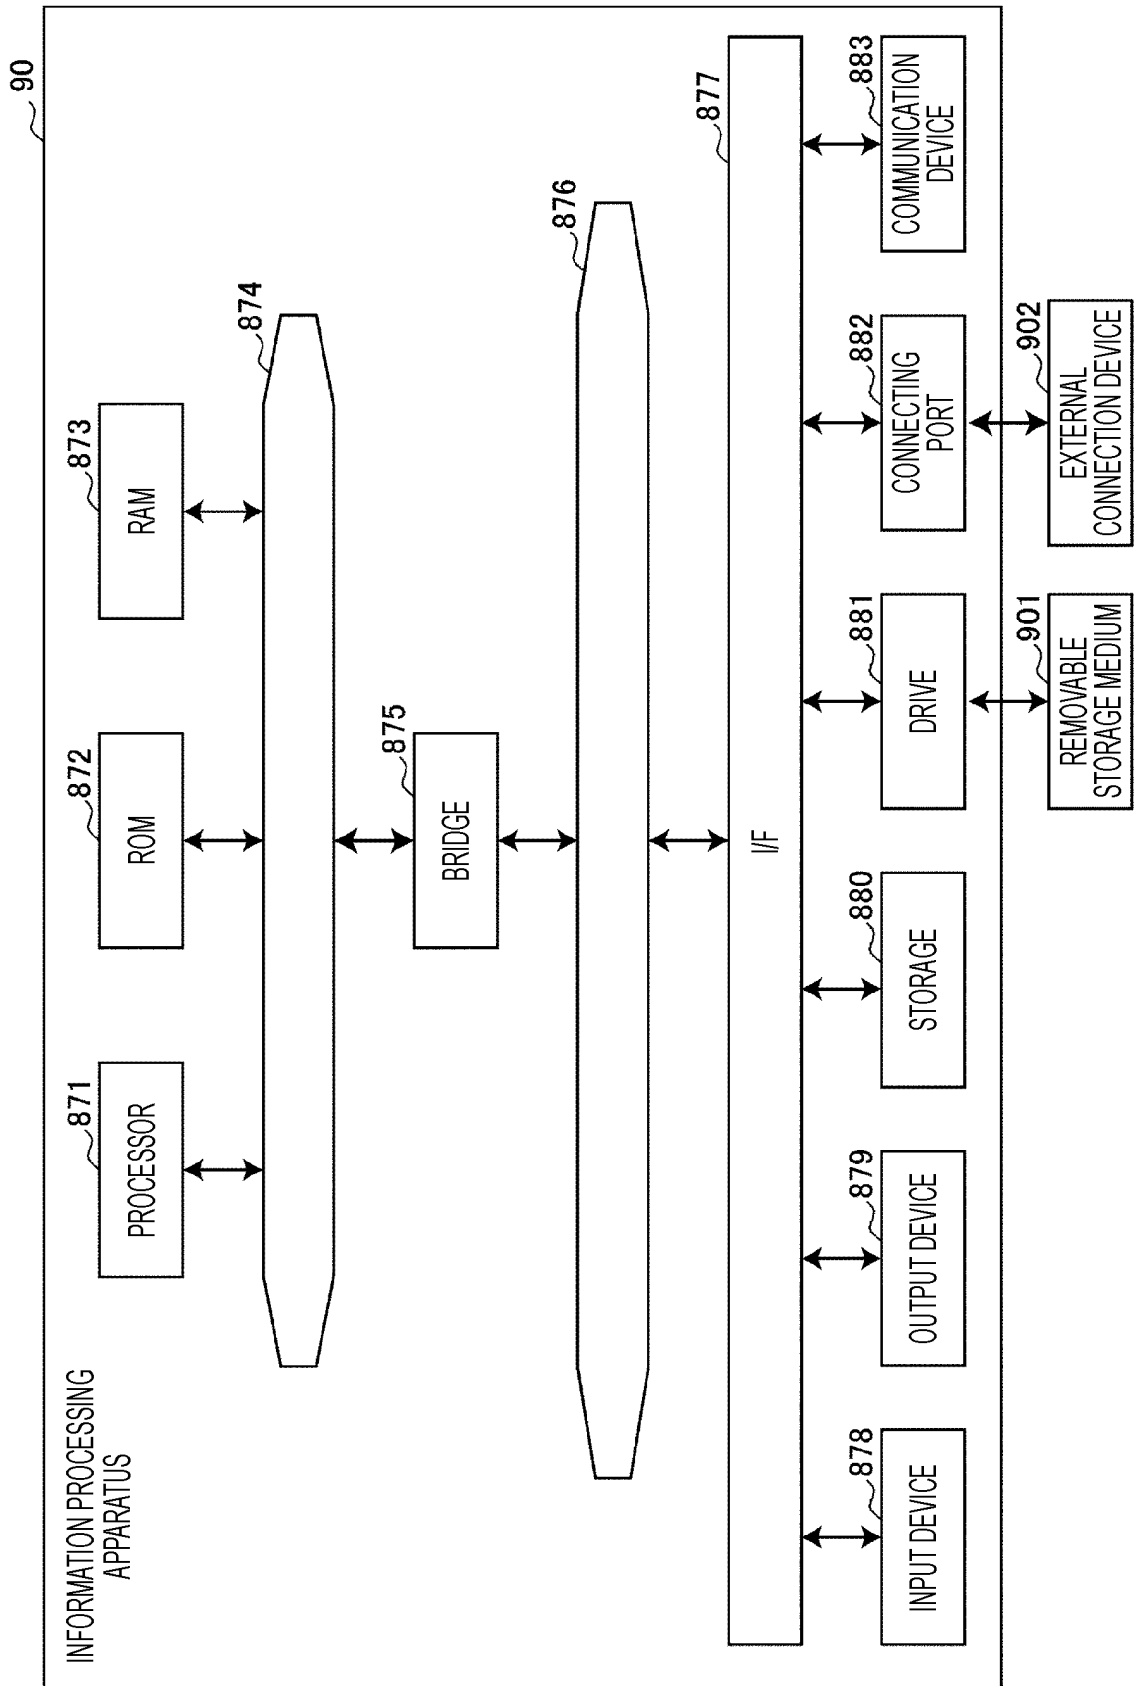 90
INFORMATION PROCESSING
APPARATUS
871
PROCESSOR
872
ROM
873
RAM
874
875
BRIDGE
876
877
I/F
878
INPUT DEVICE
879
OUTPUT DEVICE
880
STORAGE
881
DRIVE
882
CONNECTING
PORT
883
COMMUNICATION
DEVICE
901
REMOVABLE
STORAGE MEDIUM
902
EXTERNAL
CONNECTION DEVICE